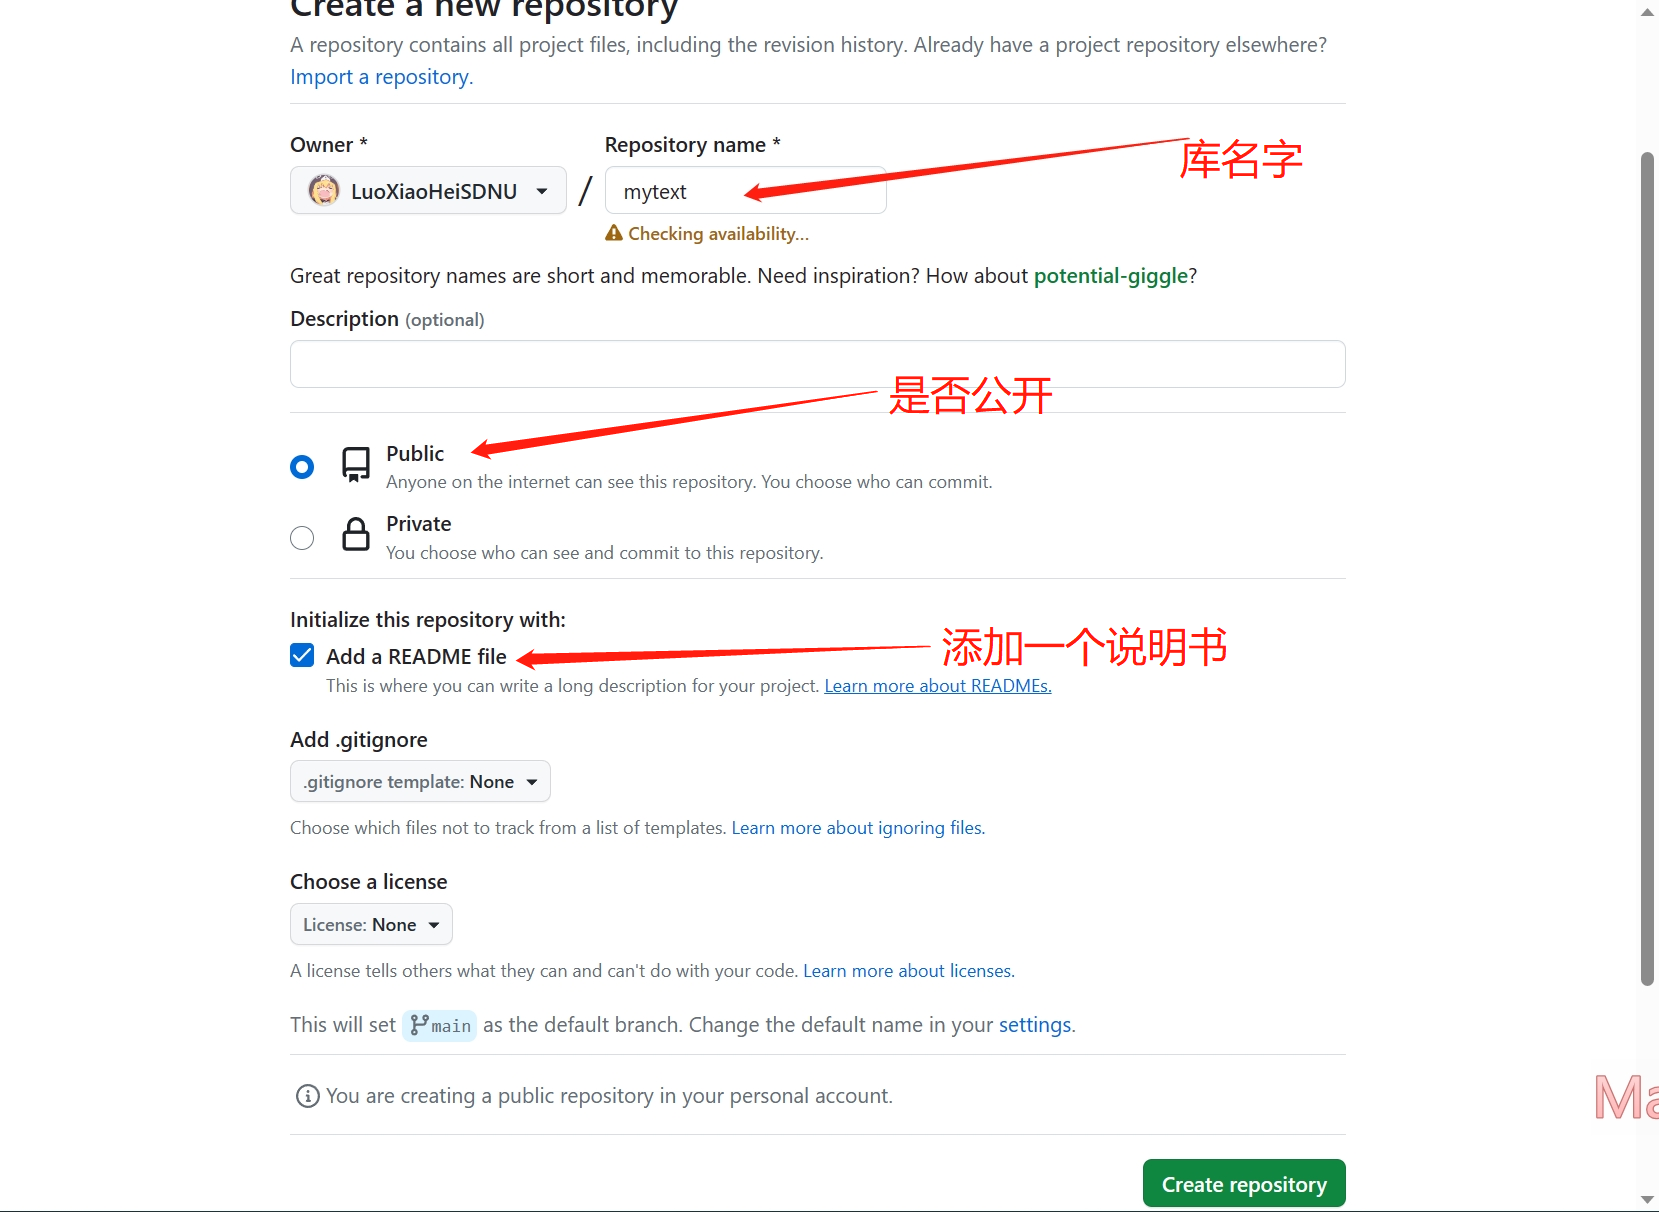 Create a new repository
A repository contains all project files, including the revision history. Already have a project repository elsewhere?
Import a repository.
Owner *
Repository name *
库名字
LuoXiaoHeiSDNU
/
mytext
Checking availability...
Great repository names are short and memorable. Need inspiration? How about potential-giggle?
Description (optional)
是否公开
Public
Anyone on the internet can see this repository. You choose who can commit.
Private
You choose who can see and commit to this repository.
Initialize this repository with:
Add a README file
添加一个说明书
This is where you can write a long description for your project. Learn more about READMEs.
Add .gitignore
.gitignore template: None
Choose which files not to track from a list of templates. Learn more about ignoring files.
Choose a license
License: None
A license tells others what they can and can't do with your code. Learn more about licenses.
This will set main as the default branch. Change the default name in your settings.
You are creating a public repository in your personal account.
Ma
Create repository